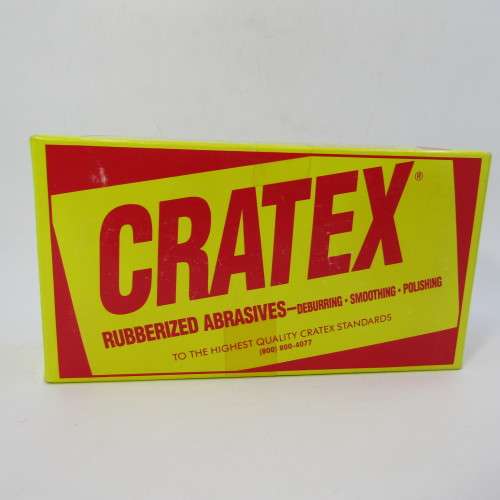 CRATEX®
RUBBERIZED ABRASIVES—DEBURRING • SMOOTHING • POLISHING
TO THE HIGHEST QUALITY CRATEX STANDARDS
(800) 800-4077